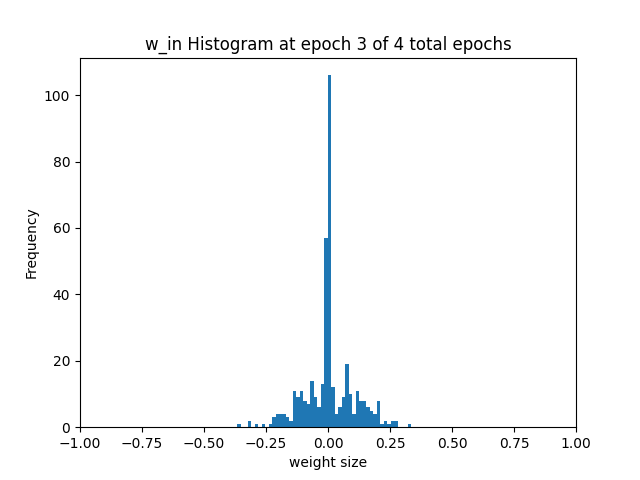 w_in Histogram at epoch 3 of 4 total epochs
100
80
60
40
20
0
Frequency
−1.00 −0.75 −0.50 −0.25 0.00 0.25 0.50 0.75 1.00
weight size